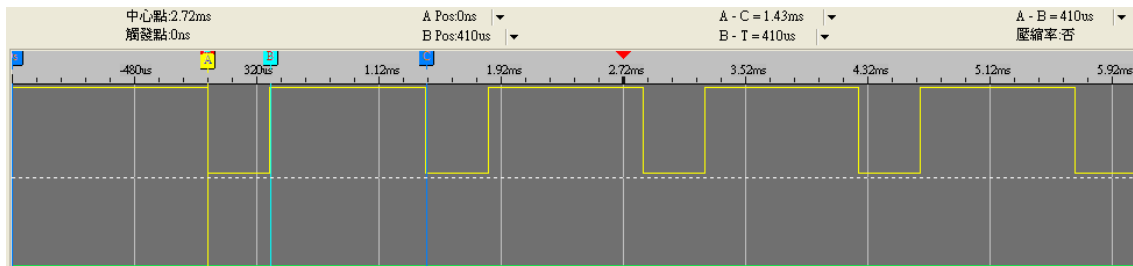 中心點:2.72ms A Pos:0ns A - C = 1.43ms A - B = 410us
觸發點:0ns B Pos:410us B - T = 410us 壓縮率:否
A B C
-480us 320us 1.12ms 1.92ms 2.72ms 3.52ms 4.32ms 5.12ms 5.92ms